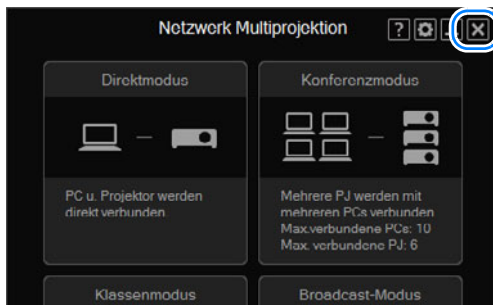 Netzwerk Multiprojektion
Direktmodus
Konferenzmodus
PC u. Projektor werden
direkt verbunden
Mehrere PJ werden mit
mehreren PCs verbunden
Max.verbundene PCs: 10
Max. verbundene PJ: 6
Klassenmodus
Broadcast-Modus